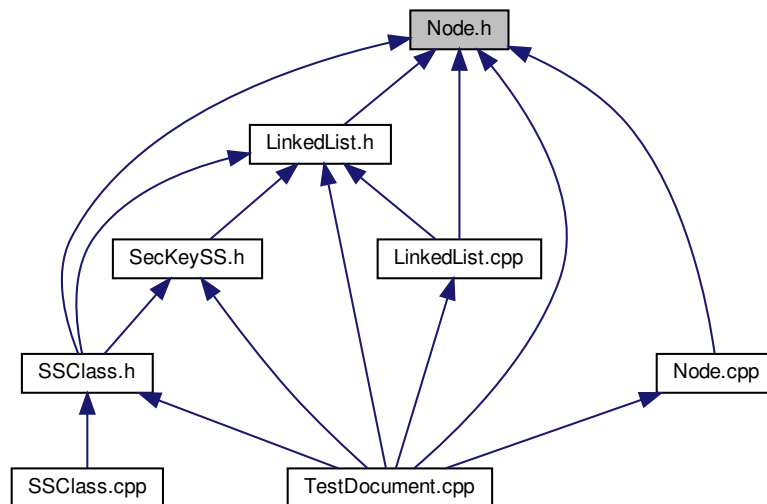 Node.h
LinkedList.h
SecKeySS.h
LinkedList.cpp
SSClass.h
Node.cpp
SSClass.cpp
TestDocument.cpp